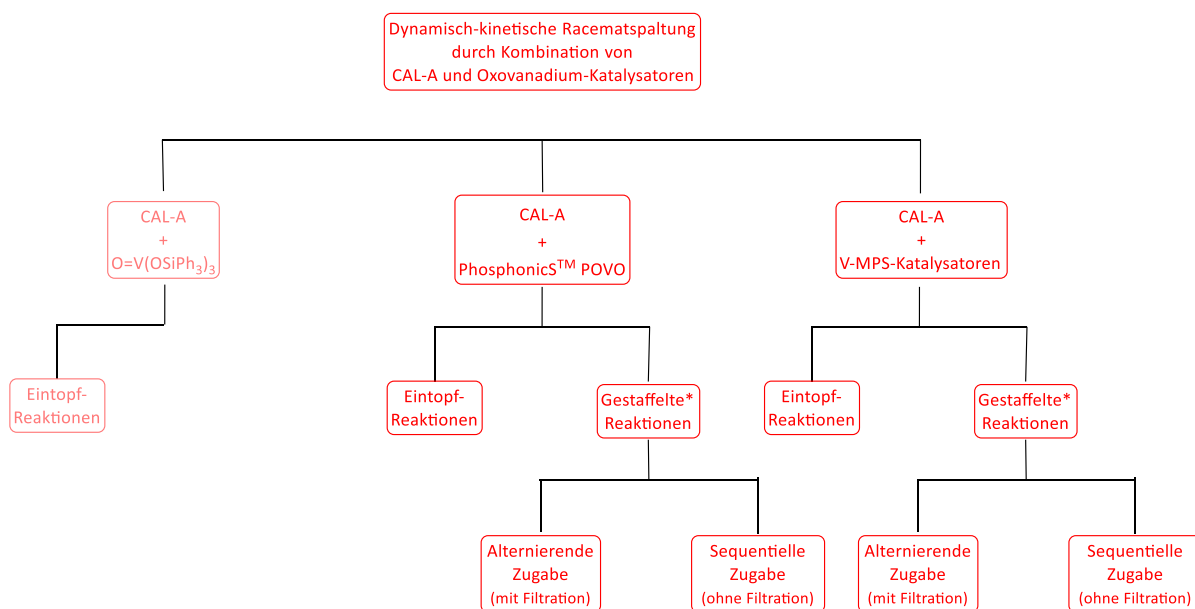 Dynamisch-kinetische Racematspaltung
durch Kombination von
CAL-A und Oxovanadium-Katalysatoren
CAL-A
+
O=V(OSiPh₃)₃
CAL-A
+
PhosphonicS™ POVO
CAL-A
+
V-MPS-Katalysatoren
Eintopf-
Reaktionen
Eintopf-
Reaktionen
Gestaffelte*
Reaktionen
Eintopf-
Reaktionen
Gestaffelte*
Reaktionen
Alternierende
Zugabe
(mit Filtration)
Sequentielle
Zugabe
(ohne Filtration)
Alternierende
Zugabe
(mit Filtration)
Sequentielle
Zugabe
(ohne Filtration)